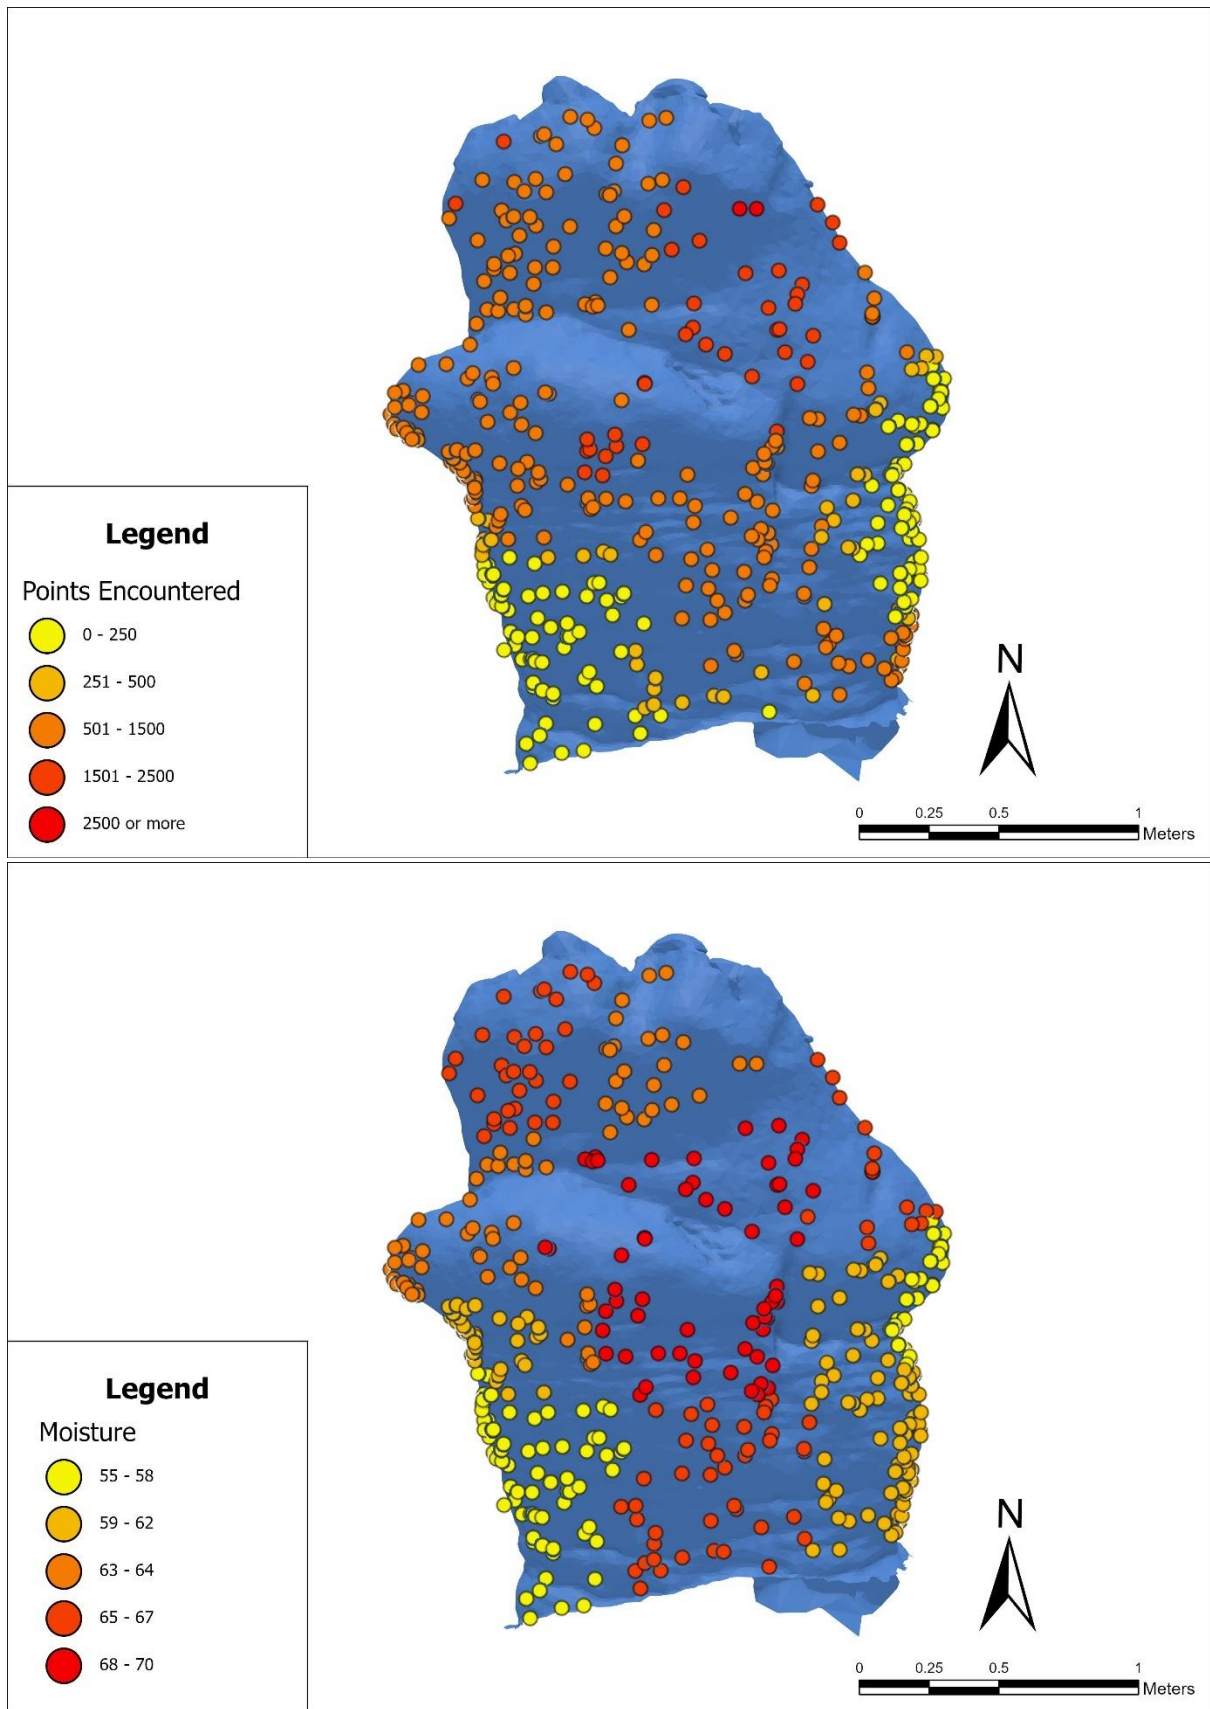 Legend
Points Encountered
0 - 250
251 - 500
501 - 1500
1501 - 2500
2500 or more
N
0 0.25 0.5 1
Meters
Legend
Moisture
55 - 58
59 - 62
63 - 64
65 - 67
68 - 70
N
0 0.25 0.5 1
Meters